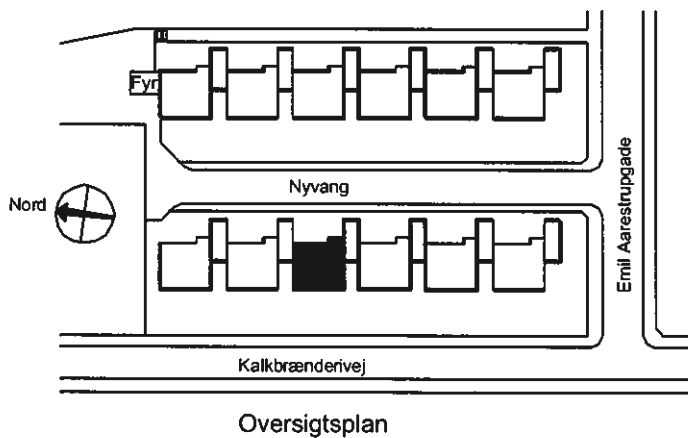 Fyr
Nyvang
Nord
Emil Aarestrupgade
Kalkbrænderivej
Oversigtsplan